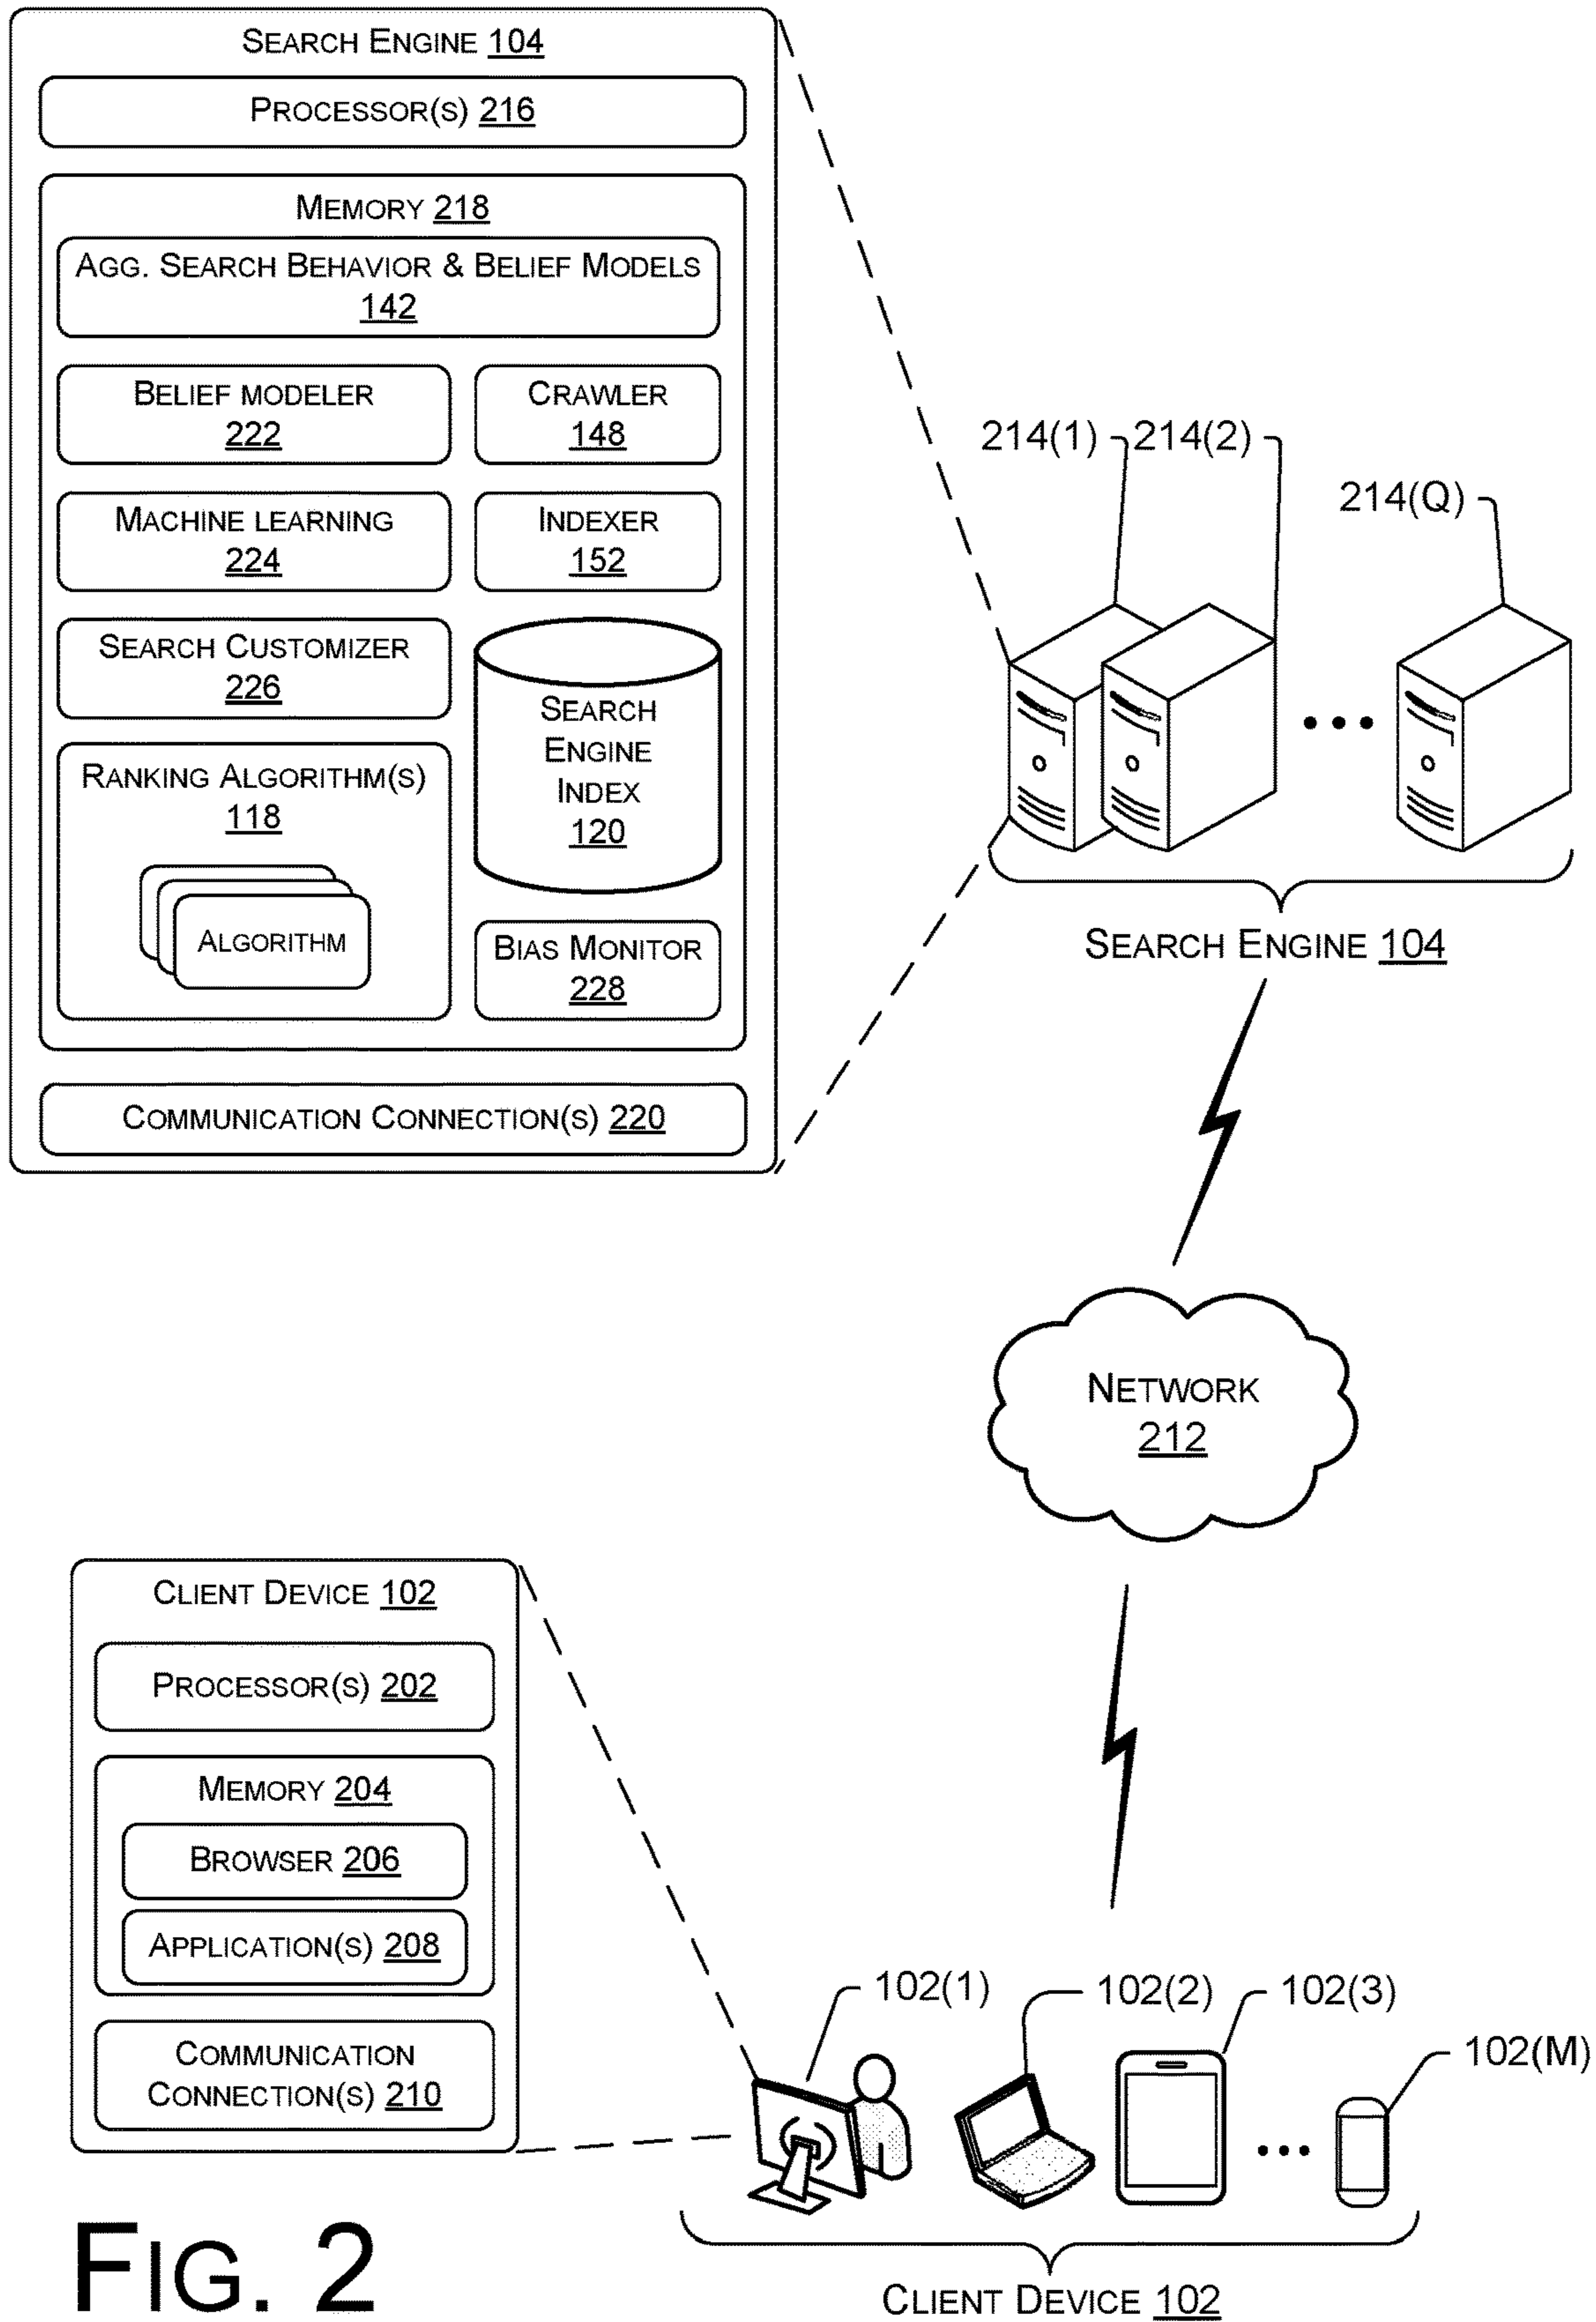 SEARCH ENGINE 104
PROCESSOR(S) 216
MEMORY 218
AGG. SEARCH BEHAVIOR & BELIEF MODELS
142
BELIEF MODELER
222
CRAWLER
148
MACHINE LEARNING
224
INDEXER
152
SEARCH CUSTOMIZER
226
SEARCH
ENGINE
INDEX
120
RANKING ALGORITHM(S)
118
ALGORITHM
BIAS MONITOR
228
COMMUNICATION CONNECTION(S) 220
214(1)
214(2)
214(Q)
SEARCH ENGINE 104
NETWORK
212
CLIENT DEVICE 102
PROCESSOR(S) 202
MEMORY 204
BROWSER 206
APPLICATION(S) 208
COMMUNICATION
CONNECTION(S) 210
102(1)
102(2)
102(3)
102(M)
CLIENT DEVICE 102
FIG. 2